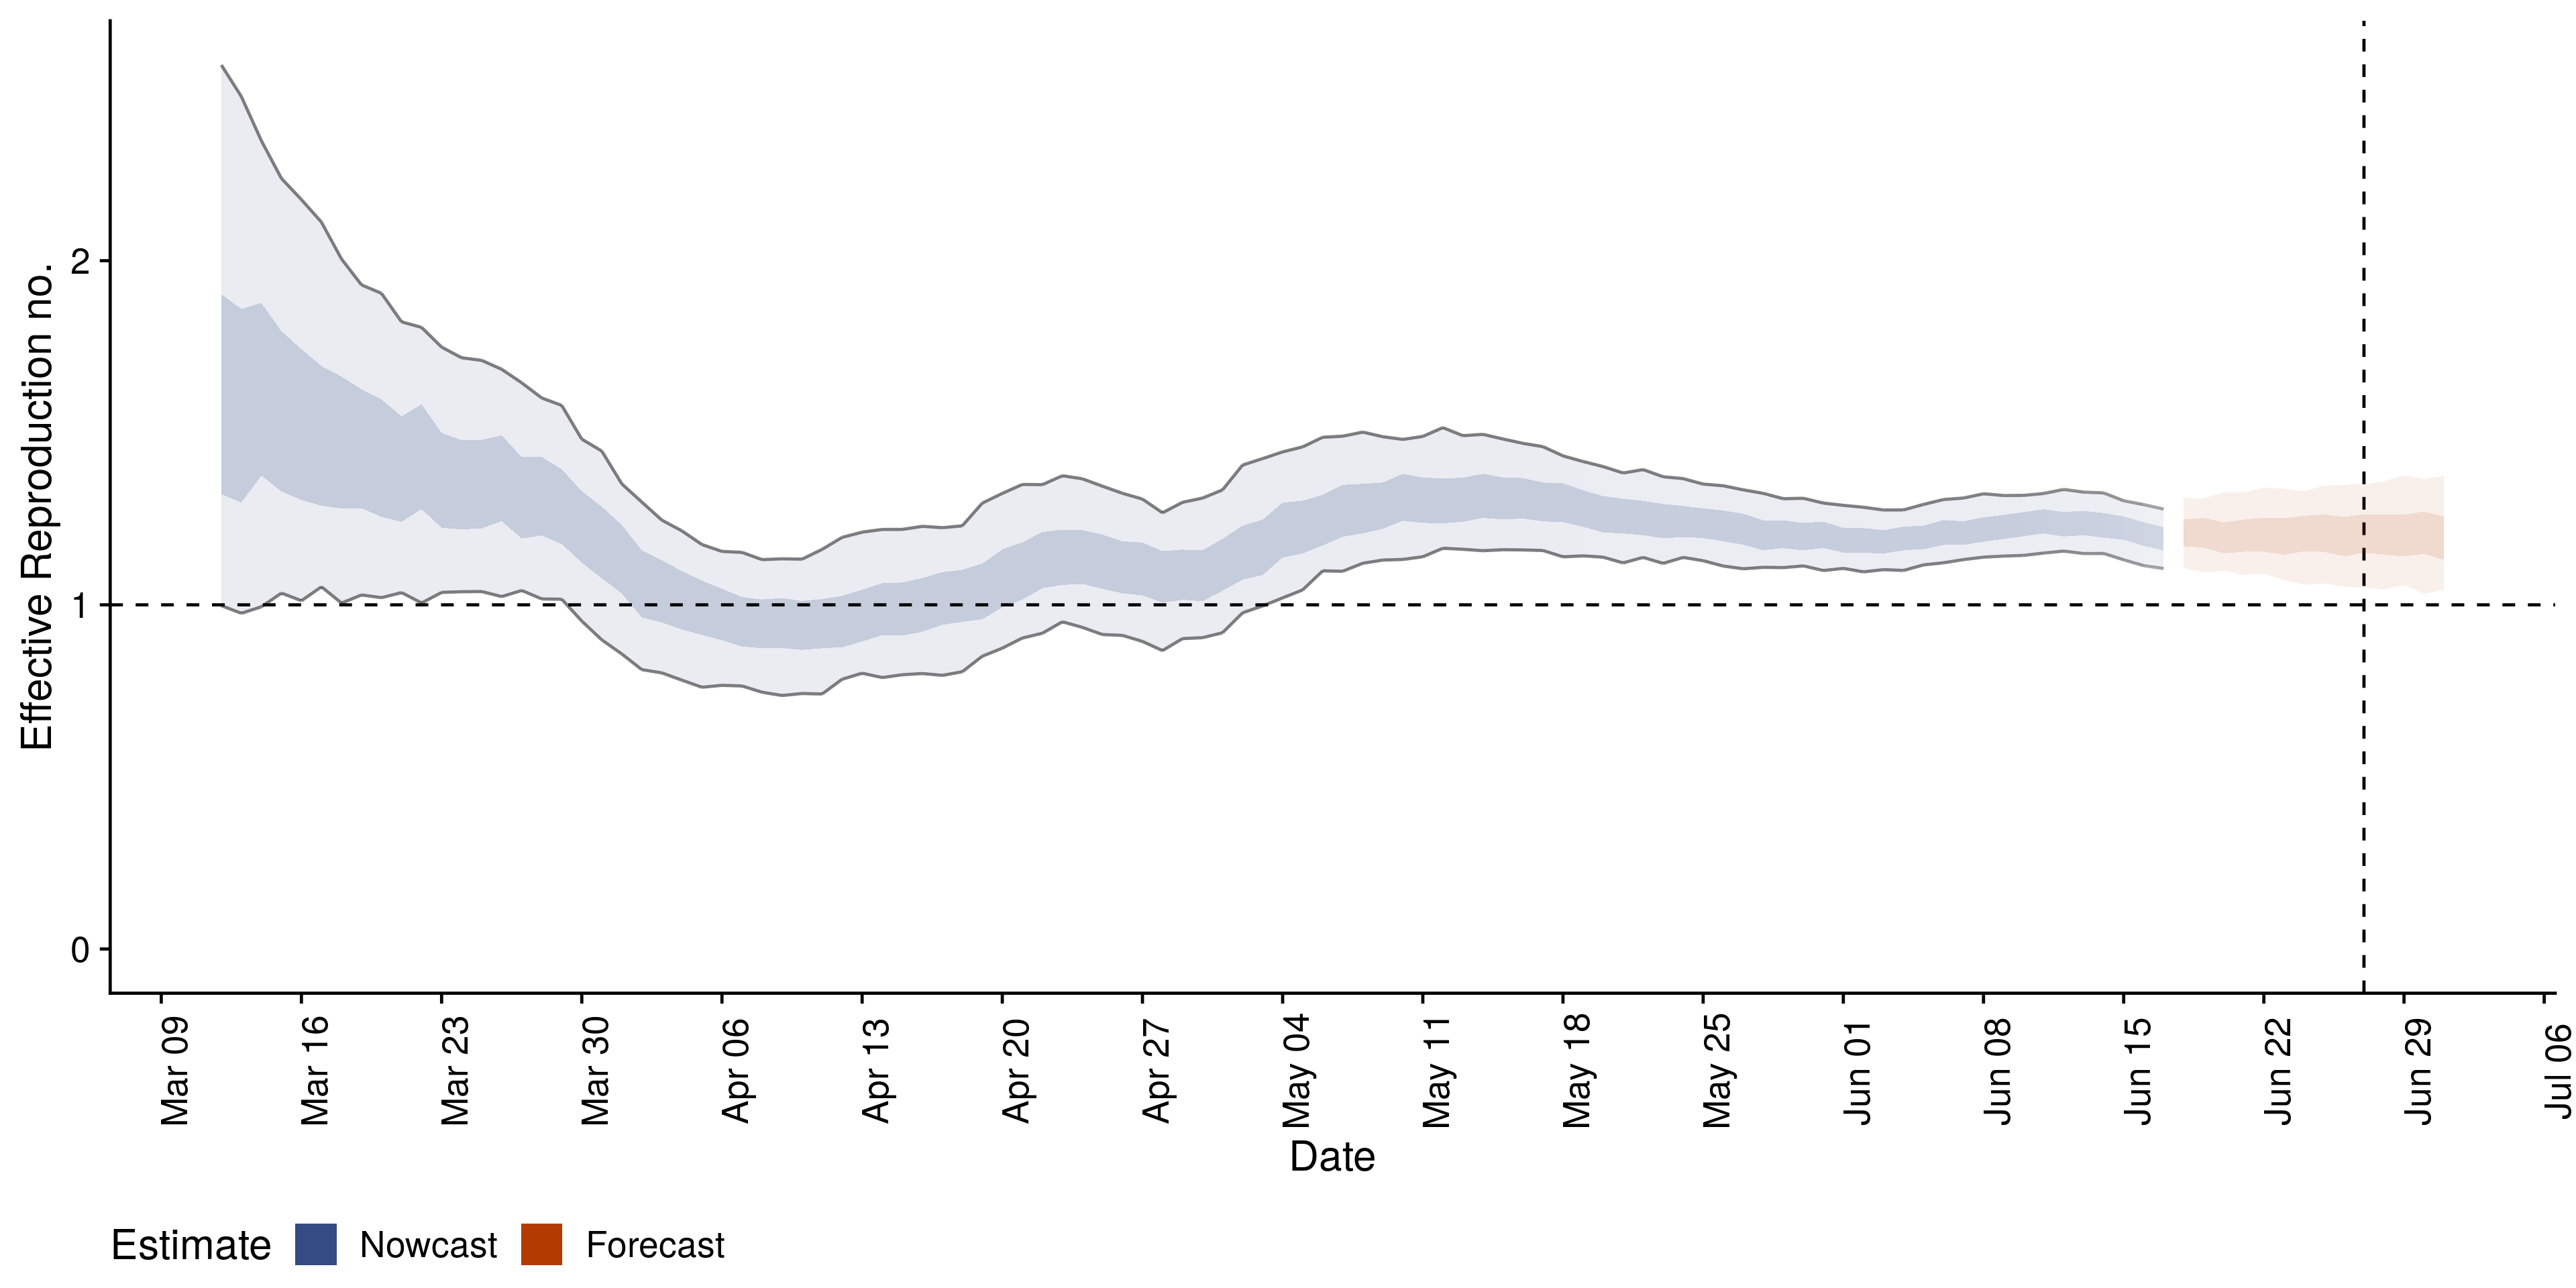 Effective Reproduction no.
2
1
0
Mar 09
Mar 16
Mar 23
Mar 30
Apr 06
Apr 13
Apr 20
Apr 27
May 04
May 11
May 18
May 25
Jun 01
Jun 08
Jun 15
Jun 22
Jun 29
Jul 06
Date
Estimate Nowcast Forecast